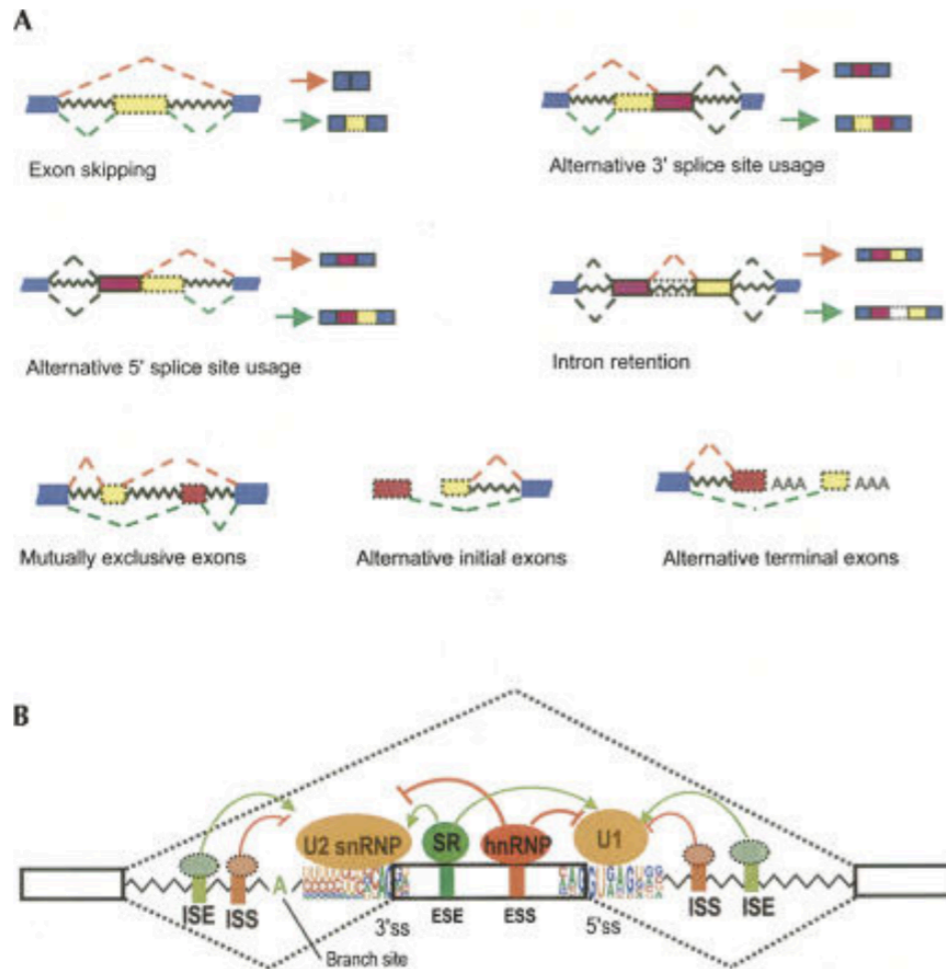 A
Exon skipping
Alternative 3' splice site usage
Alternative 5' splice site usage
Intron retention
AAA AAA
Mutually exclusive exons
Alternative initial exons
Alternative terminal exons
B
U2 snRNP SR hnRNP U1
A
ISE ISS ESE ESS ISS ISE
3'ss 5'ss
Branch site